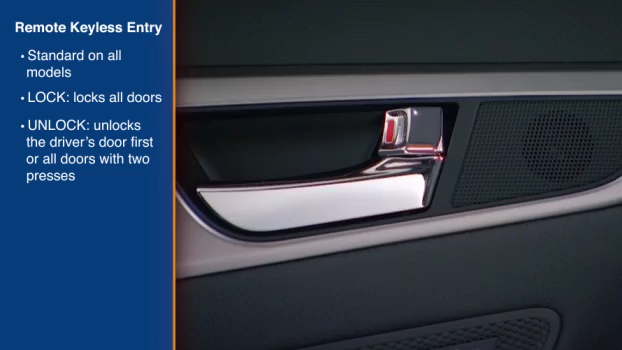 Remote Keyless Entry
• Standard on all
models
• LOCK: locks all doors
• UNLOCK: unlocks
the driver's door first
or all doors with two
presses